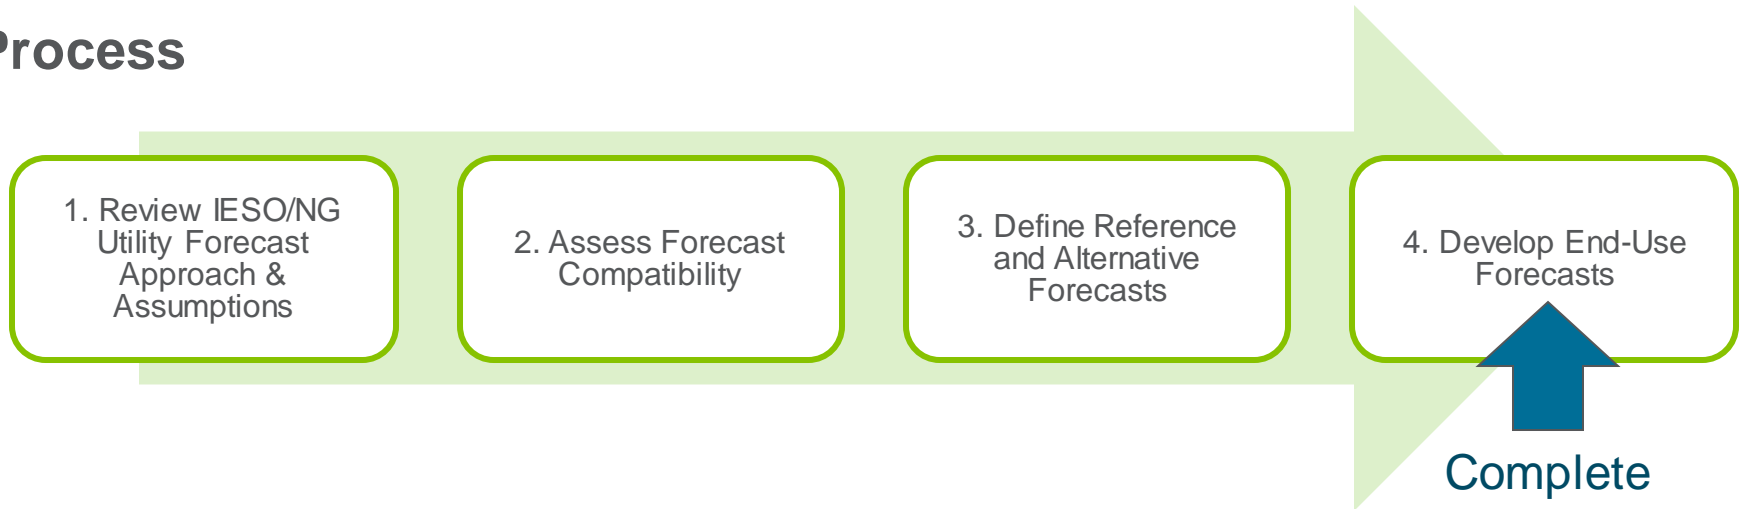 Process
1. Review IESO/NG
Utility Forecast
Approach &
Assumptions
2. Assess Forecast
Compatibility
3. Define Reference
and Alternative
Forecasts
4. Develop End-Use
Forecasts
Complete